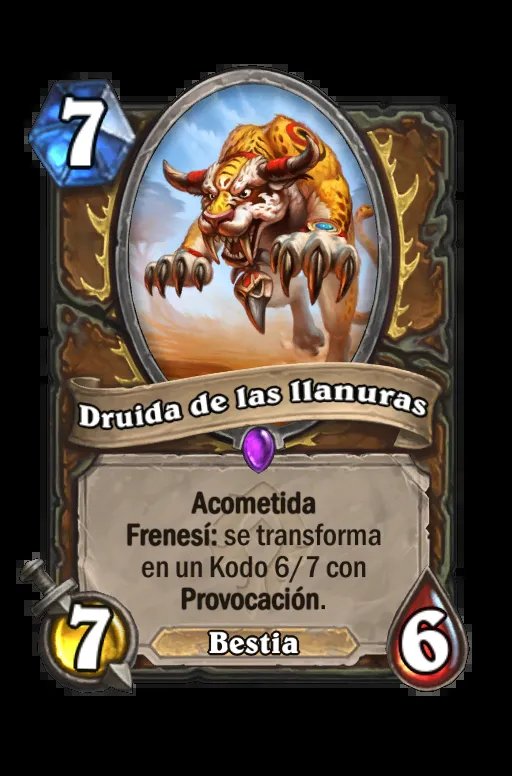 7
Druida de las llanuras
Acometida
Frenesí: se transforma
en un Kodo 6/7 con
Provocación.
7
Bestia
6